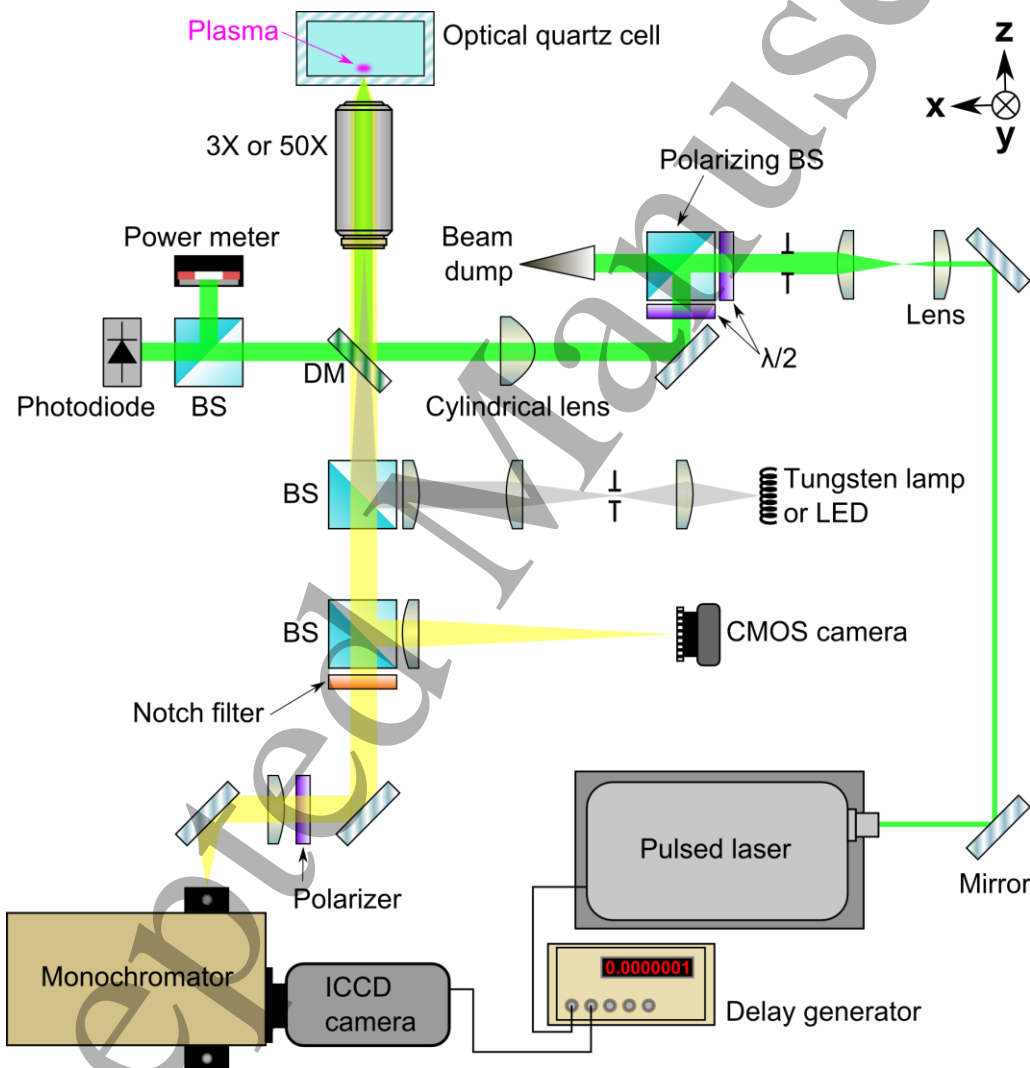 Plasma
Optical quartz cell
z
x
y
3X or 50X
Polarizing BS
Power meter
Beam
dump
Lens
λ/2
DM
Photodiode
BS
Cylindrical lens
BS
Tungsten lamp
or LED
BS
CMOS camera
Notch filter
Pulsed laser
Polarizer
Mirror
Monochromator
ICCD
camera
0.0000001
Delay generator
epted Manus